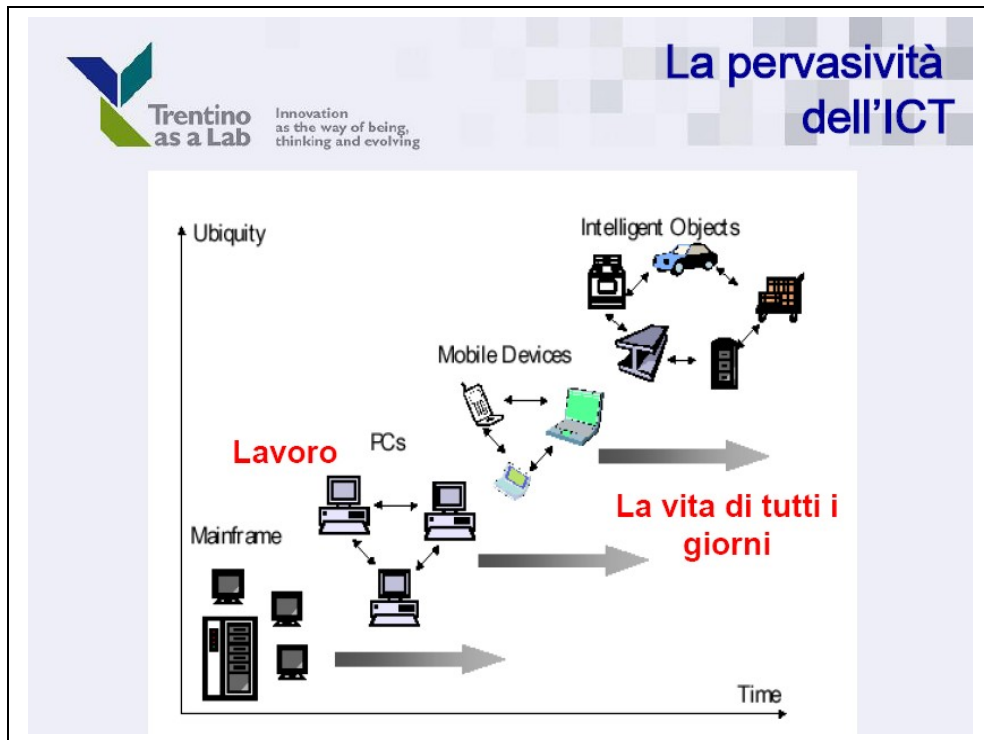 La pervasività
dell'ICT
Trentino
as a Lab
Innovation
as the way of being,
thinking and evolving
Ubiquity
Intelligent Objects
Mobile Devices
Lavoro
PCs
La vita di tutti i
giorni
Mainframe
Time